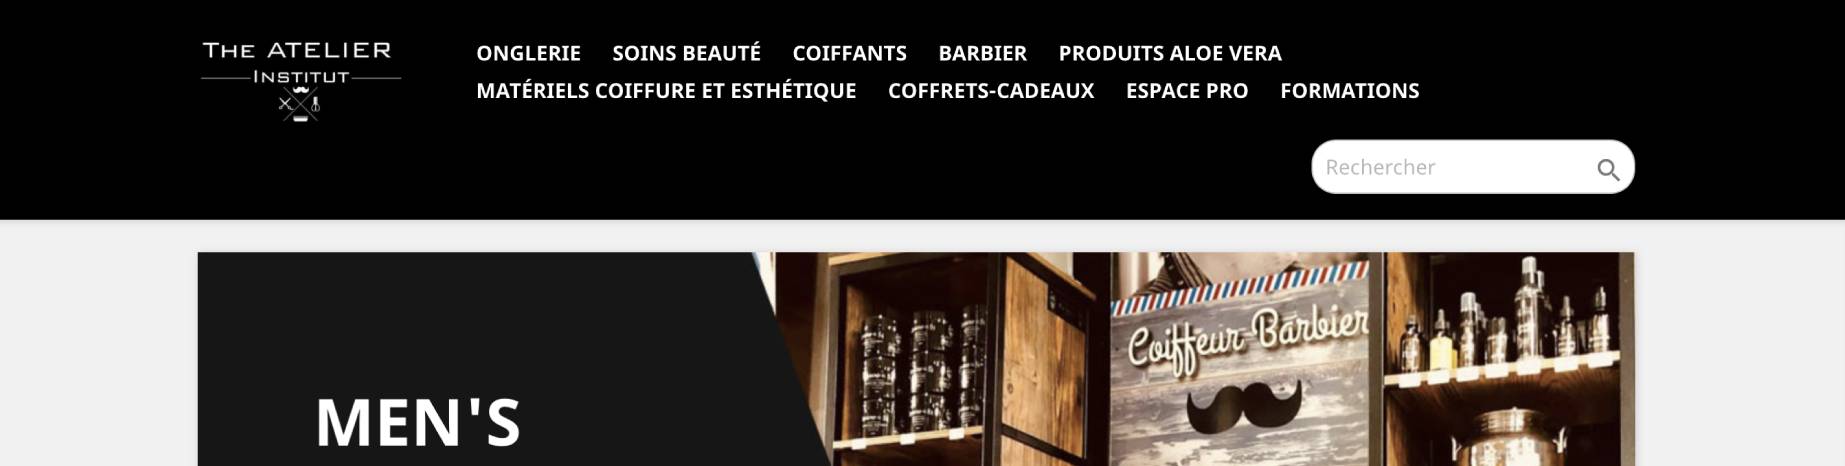 THE ATELIER
INSTITUT
ONGLERIE SOINS BEAUTÉ COIFFANTS BARBIER PRODUITS ALOE VERA
MATÉRIELS COIFFURE ET ESTHÉTIQUE COFFRETS-CADEAUX ESPACE PRO FORMATIONS
Rechercher
MEN'S
Coiffeur-Barbier